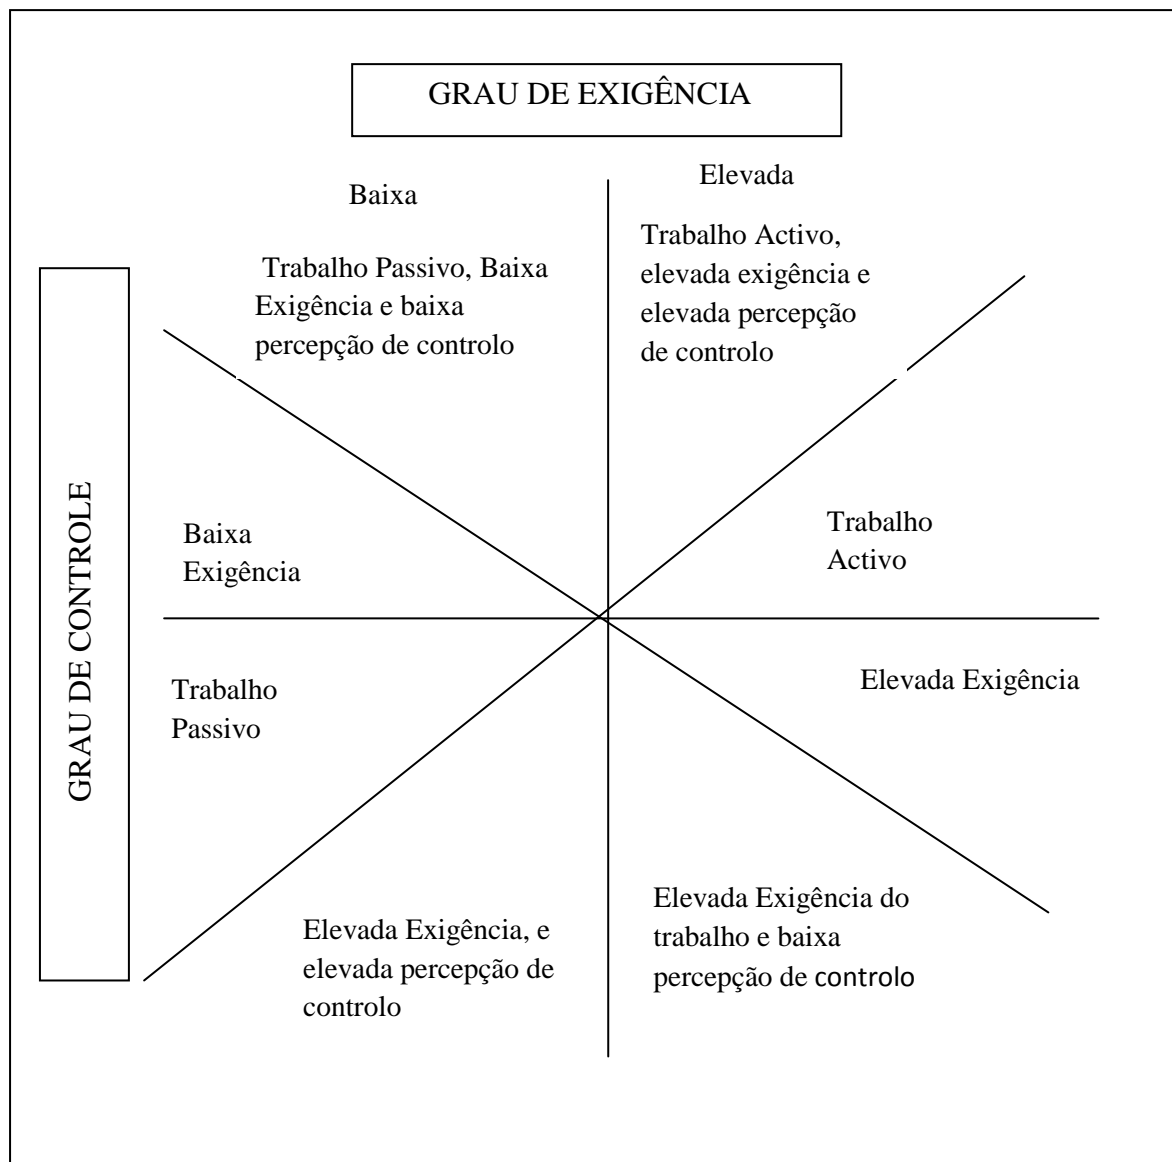 GRAU DE EXIGÊNCIA
Baixa
Elevada
Trabalho Passivo, Baixa
Exigência e baixa
percepção de controlo
Trabalho Activo,
elevada exigência e
elevada percepção
de controlo
GRAU DE CONTROLE
Baixa
Exigência
Trabalho
Activo
Trabalho
Passivo
Elevada Exigência
Elevada Exigência, e
elevada percepção de
controlo
Elevada Exigência do
trabalho e baixa
percepção de controlo